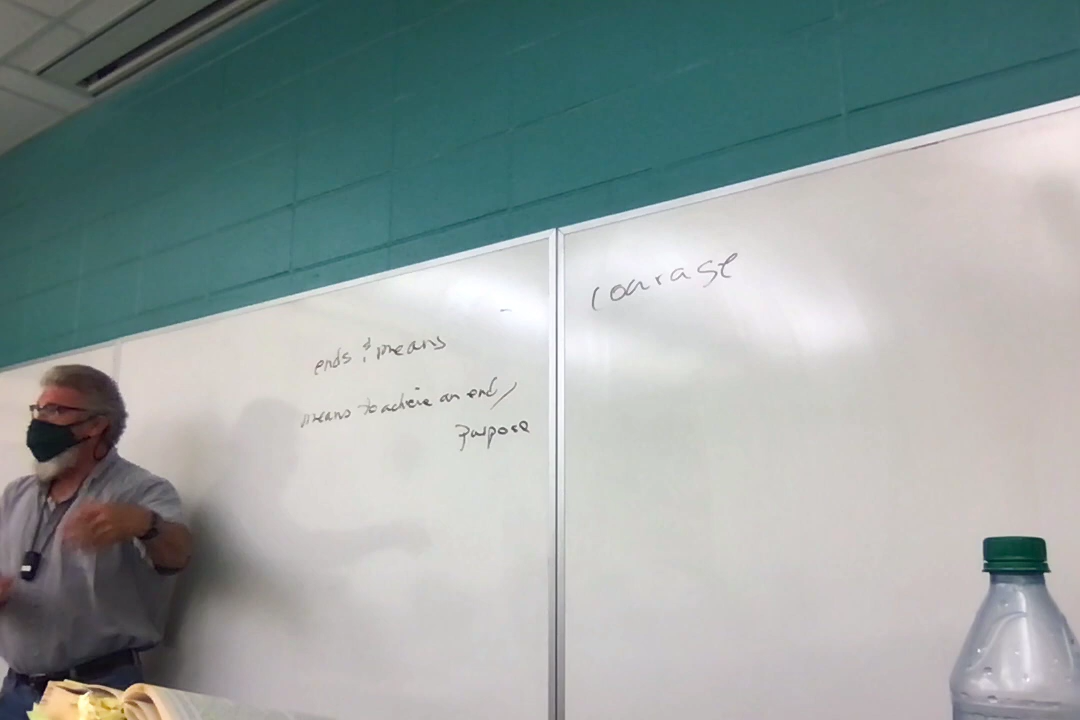 ends & means
means to achieve an end/
purpose
courage